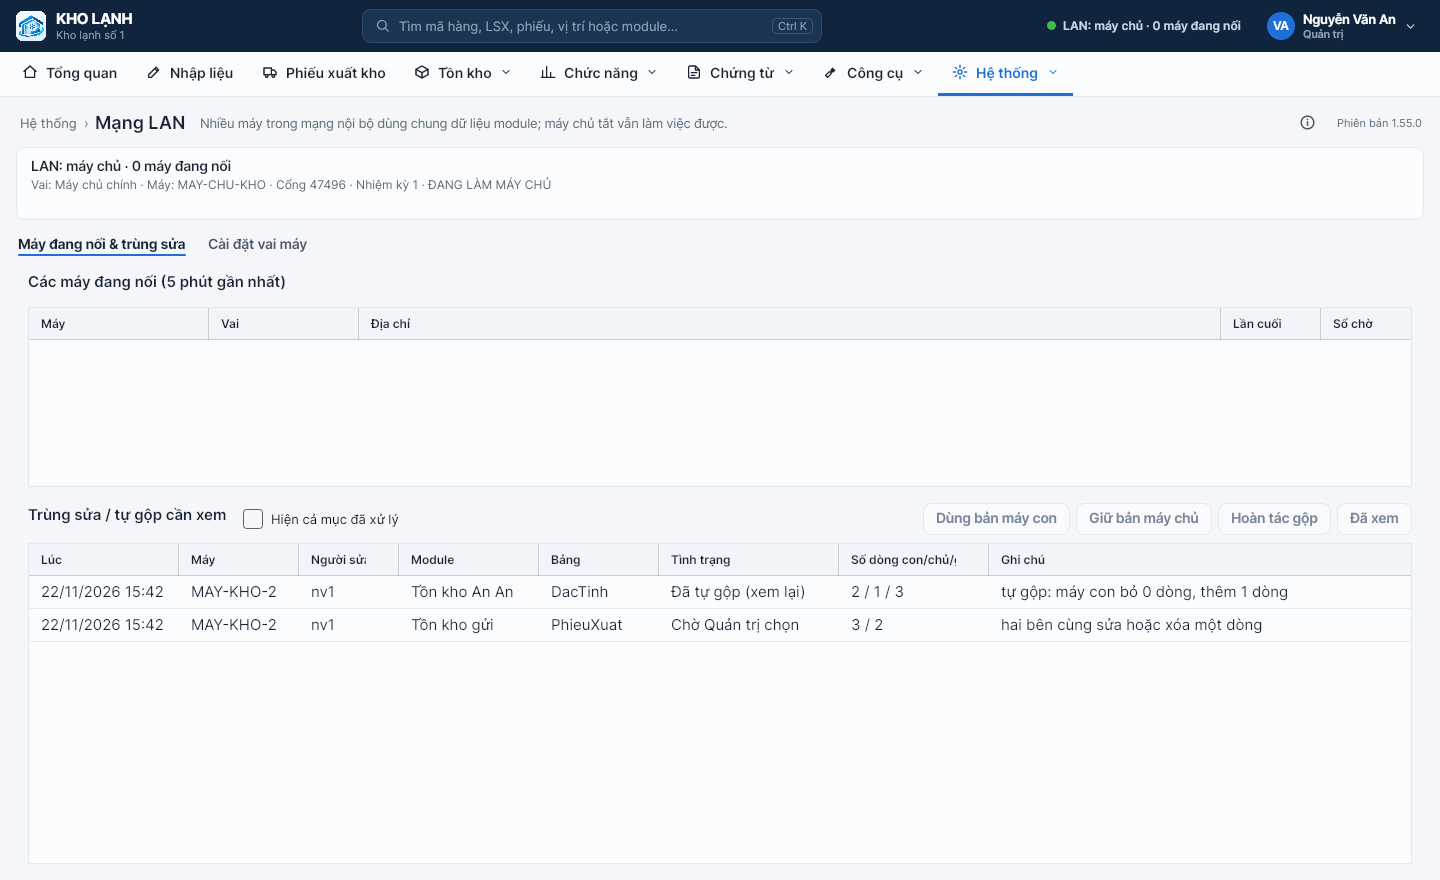 KHO LẠNH
Kho lạnh số 1
Tìm mã hàng, LSX, phiếu, vị trí hoặc module...
Ctrl K
LAN: máy chủ · 0 máy đang nối
VA
Nguyễn Văn An
Quản trị
Tổng quan
Nhập liệu
Phiếu xuất kho
Tồn kho
Chức năng
Chứng từ
Công cụ
Hệ thống
Hệ thống › Mạng LAN
Nhiều máy trong mạng nội bộ dùng chung dữ liệu module; máy chủ tắt vẫn làm việc được.
Phiên bản 1.55.0
LAN: máy chủ · 0 máy đang nối
Vai: Máy chủ chính · Máy: MAY-CHU-KHO · Cổng 47496 · Nhiệm kỳ 1 · ĐANG LÀM MÁY CHỦ
Máy đang nối & trùng sửa
Cài đặt vai máy
Các máy đang nối (5 phút gần nhất)
Máy
Vai
Địa chỉ
Lần cuối
Sổ chờ
Trùng sửa / tự gộp cần xem
Hiện cả mục đã xử lý
Dùng bản máy con
Giữ bản máy chủ
Hoàn tác gộp
Đã xem
Lúc
Máy
Người sửa
Module
Bảng
Tình trạng
Số dòng con/chủ/
Ghi chú
22/11/2026 15:42
MAY-KHO-2
nv1
Tồn kho An An
DacTinh
Đã tự gộp (xem lại)
2 / 1 / 3
tự gộp: máy con bỏ 0 dòng, thêm 1 dòng
22/11/2026 15:42
MAY-KHO-2
nv1
Tồn kho gửi
PhieuXuat
Chờ Quản trị chọn
3 / 2
hai bên cùng sửa hoặc xóa một dòng